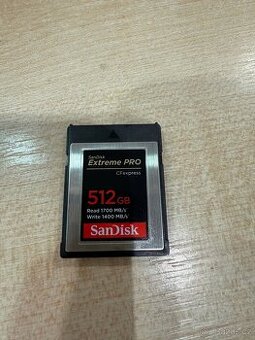 SanDisk
Extreme PRO
CFexpress
512GB
Read 1700 MB/s
Write 1400 MB/s
SanDisk